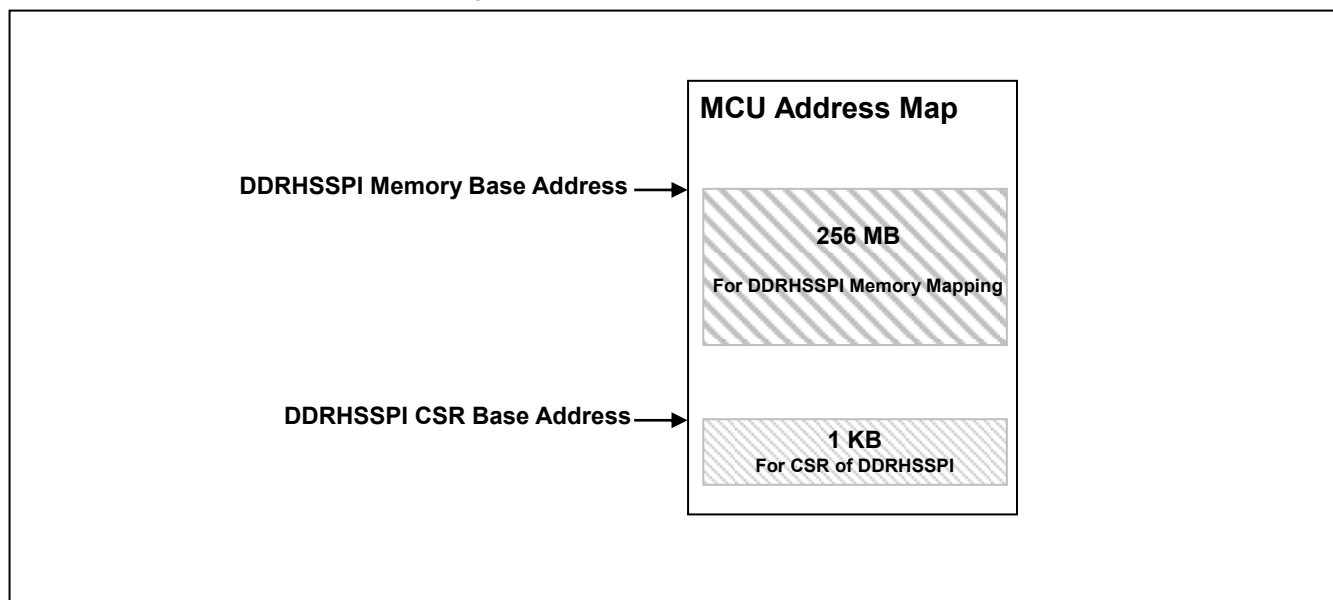 MCU Address Map
DDRHSSPI Memory Base Address
256 MB
For DDRHSSPI Memory Mapping
DDRHSSPI CSR Base Address
1 KB
For CSR of DDRHSSPI